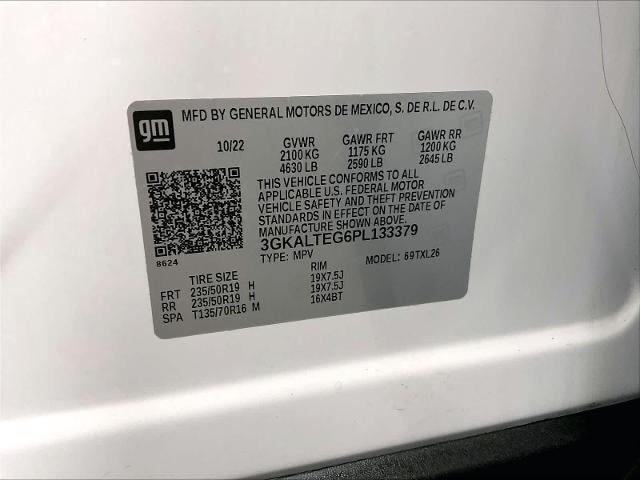 MFD BY GENERAL MOTORS DE MEXICO, S. DE R.L. DE C.V.
gm
10/22 GVWR GAWR FRT GAWR RR
2100 KG 1175 KG 1200 KG
4630 LB 2590 LB 2645 LB
THIS VEHICLE CONFORMS TO ALL
APPLICABLE U.S. FEDERAL MOTOR
VEHICLE SAFETY AND THEFT PREVENTION
STANDARDS IN EFFECT ON THE DATE OF
MANUFACTURE SHOWN ABOVE.
3GKALTEG6PL133379
8624 TYPE: MPV MODEL: 69TXL26
TIRE SIZE RIM
FRT 235/50R19 H 19X7.5J
RR 235/50R19 H 19X7.5J
SPA T135/70R16 M 16X4BT